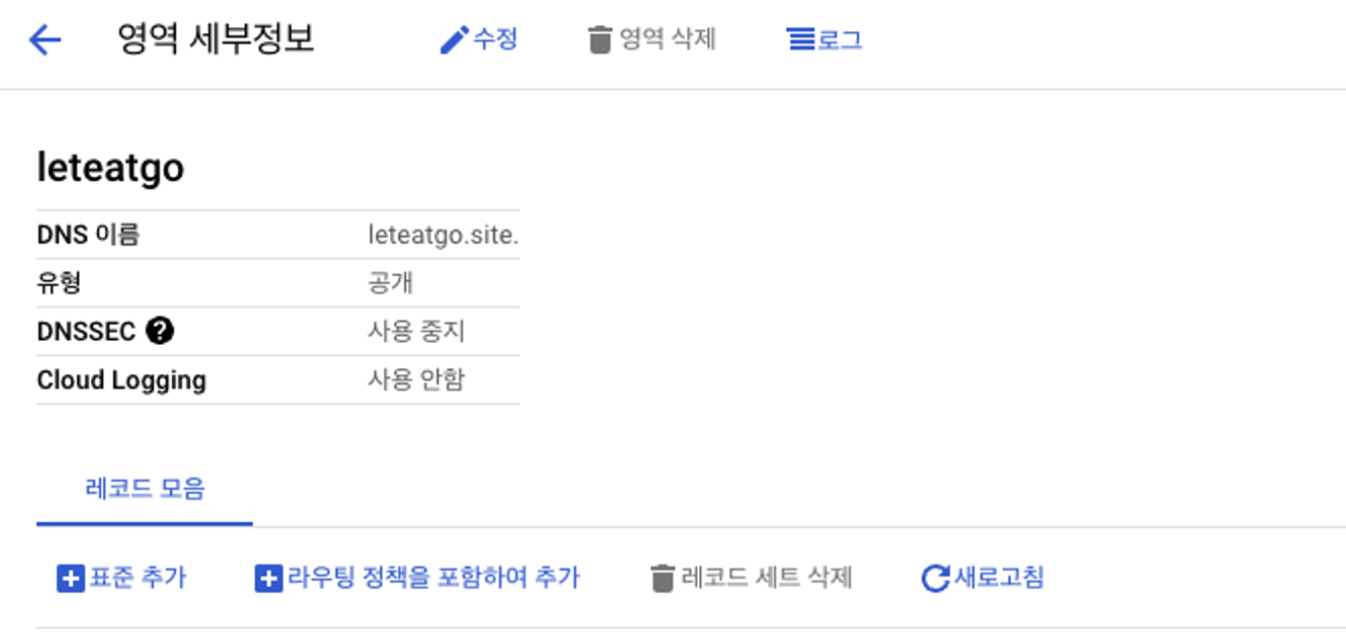 영역 세부정보 수정 영역 삭제 로그
leteatgo
DNS 이름 leteatgo.site.
유형 공개
DNSSEC ? 사용 중지
Cloud Logging 사용 안함
레코드 모음
표준 추가 라우팅 정책을 포함하여 추가 레코드 세트 삭제 새로고침